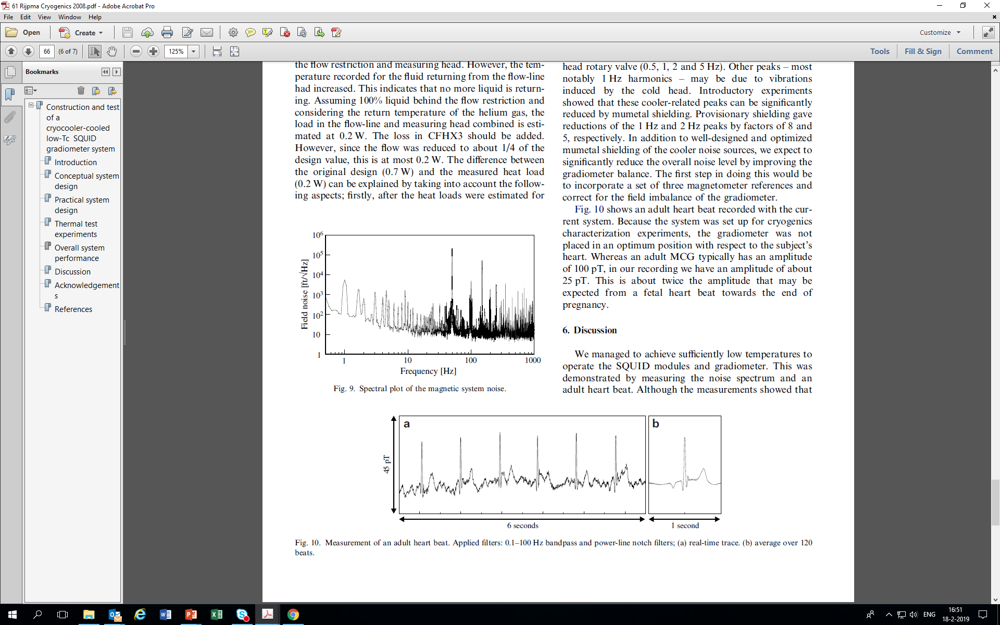 61 Rijpma Cryogenics 2008.pdf - Adobe Acrobat Pro
File Edit View Window Help
Open Create Customize
66 (6 of 7) 125% Tools Fill & Sign Comment
Bookmarks
Construction and test
of a
cryocooler-cooled
low-Tc SQUID
gradiometer system
Introduction
Conceptual system
design
Practical system
design
Thermal test
experiments
Overall system
performance
Discussion
Acknowledgement
s
References
the flow restriction and measuring head. However, the tem-
perature recorded for the fluid returning from the flow-line
had increased. This indicates that no more liquid is return-
ing. Assuming 100% liquid behind the flow restriction and
considering the return temperature of the helium gas, the
load in the flow-line and measuring head combined is esti-
mated at 0.2 W. The loss in CFHX3 should be added.
However, since the flow was reduced to about 1/4 of the
design value, this is at most 0.2 W. The difference between
the original design (0.7 W) and the measured heat load
(0.2 W) can be explained by taking into account the follow-
ing aspects; firstly, after the heat loads were estimated for
10⁶
10⁵
10⁴
10³
10²
10
1
Field noise [ft/√Hz]
1 10 100 1000
Frequency [Hz]
Fig. 9. Spectral plot of the magnetic system noise.
head rotary valve (0.5, 1, 2 and 5 Hz). Other peaks – most
notably 1 Hz harmonics – may be due to vibrations
induced by the cold head. Introductory experiments
showed that these cooler-related peaks can be significantly
reduced by mumetal shielding. Provisionary shielding gave
reductions of the 1 Hz and 2 Hz peaks by factors of 8 and
5, respectively. In addition to well-designed and optimized
mumetal shielding of the cooler noise sources, we expect to
significantly reduce the overall noise level by improving the
gradiometer balance. The first step in doing this would be
to incorporate a set of three magnetometer references and
correct for the field imbalance of the gradiometer.
Fig. 10 shows an adult heart beat recorded with the cur-
rent system. Because the system was set up for cryogenics
characterization experiments, the gradiometer was not
placed in an optimum position with respect to the subject's
heart. Whereas an adult MCG typically has an amplitude
of 100 pT, in our recording we have an amplitude of about
25 pT. This is about twice the amplitude that may be
expected from a fetal heart beat towards the end of
pregnancy.
6. Discussion
We managed to achieve sufficiently low temperatures to
operate the SQUID modules and gradiometer. This was
demonstrated by measuring the noise spectrum and an
adult heart beat. Although the measurements showed that
a b
45 pT
6 seconds 1 second
Fig. 10. Measurement of an adult heart beat. Applied filters: 0.1–100 Hz bandpass and power-line notch filters; (a) real-time trace. (b) average over 120
beats.
ENG
16:51
18-2-2019